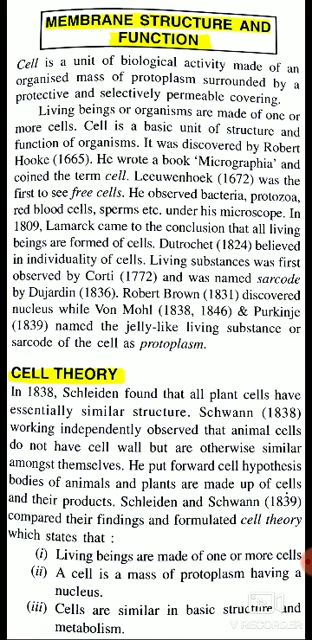 MEMBRANE STRUCTURE AND
FUNCTION
Cell is a unit of biological activity made of an
organised mass of protoplasm surrounded by a
protective and selectively permeable covering.
Living beings or organisms are made of one or
more cells. Cell is a basic unit of structure and
function of organisms. It was discovered by Robert
Hooke (1665). He wrote a book ‘Micrographia’ and
coined the term cell. Leeuwenhoek (1672) was the
first to see free cells. He observed bacteria, protozoa,
red blood cells, sperms etc. under his microscope. In
1809, Lamarck came to the conclusion that all living
beings are formed of cells. Dutrochet (1824) believed
in individuality of cells. Living substances was first
observed by Corti (1772) and was named sarcode
by Dujardin (1836). Robert Brown (1831) discovered
nucleus while Von Mohl (1838, 1846) & Purkinje
(1839) named the jelly-like living substance or
sarcode of the cell as protoplasm.
CELL THEORY
In 1838, Schleiden found that all plant cells have
essentially similar structure. Schwann (1838)
working independently observed that animal cells
do not have cell wall but are otherwise similar
amongst themselves. He put forward cell hypothesis
bodies of animals and plants are made up of cells
and their products. Schleiden and Schwann (1839)
compared their findings and formulated cell theory
which states that :
(i) Living beings are made of one or more cells
(ii) A cell is a mass of protoplasm having a
nucleus.
(iii) Cells are similar in basic structure and
metabolism.